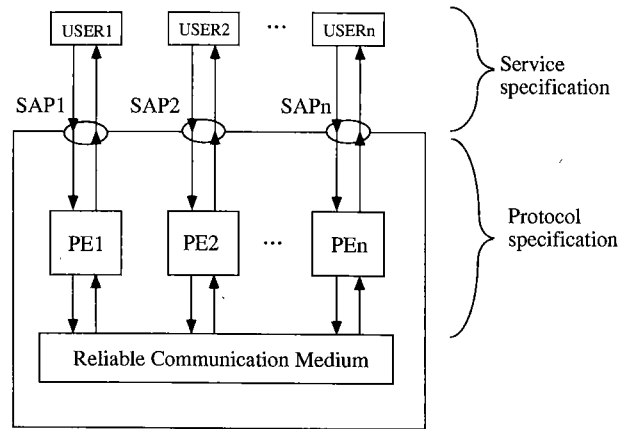 USER1 USER2 ... USERn
Service
specification
SAP1 SAP2 SAPn
PE1 PE2 ... PEn
Protocol
specification
Reliable Communication Medium